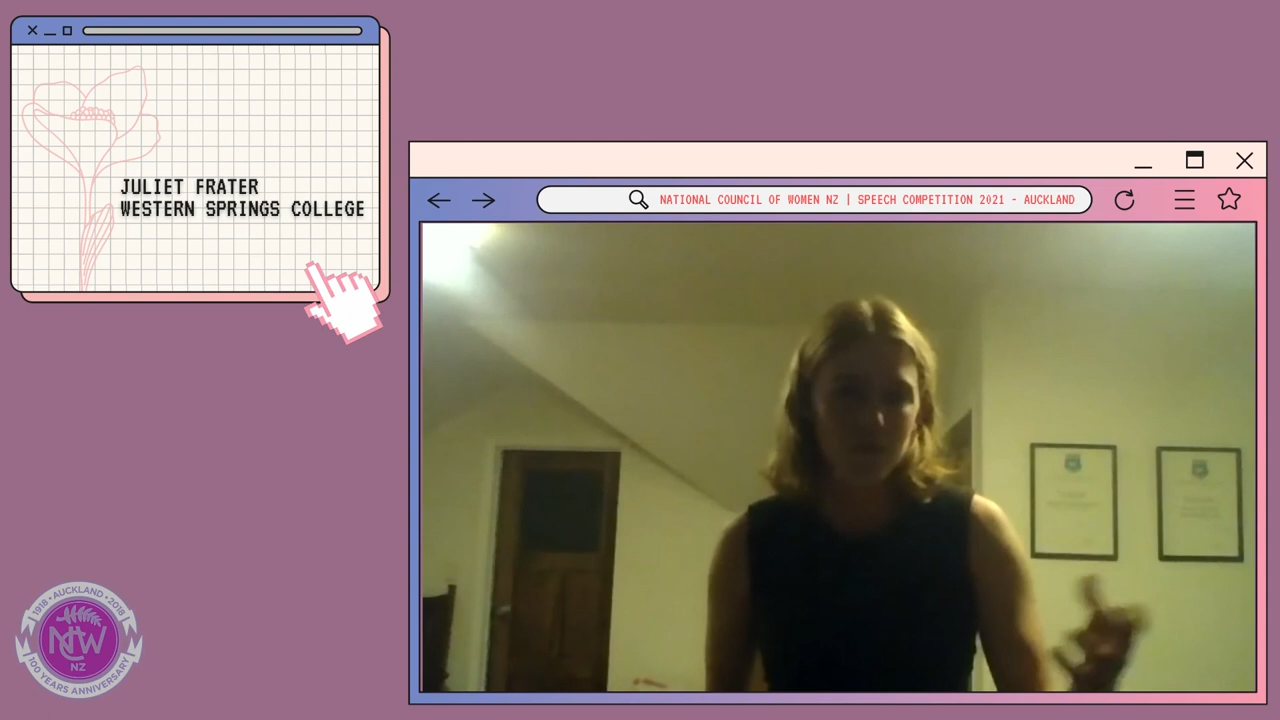 JULIET FRATER
WESTERN SPRINGS COLLEGE
NATIONAL COUNCIL OF WOMEN NZ | SPEECH COMPETITION 2021 - AUCKLAND
1918 • AUCKLAND • 2018
NCW
NZ
100 YEARS ANNIVERSARY